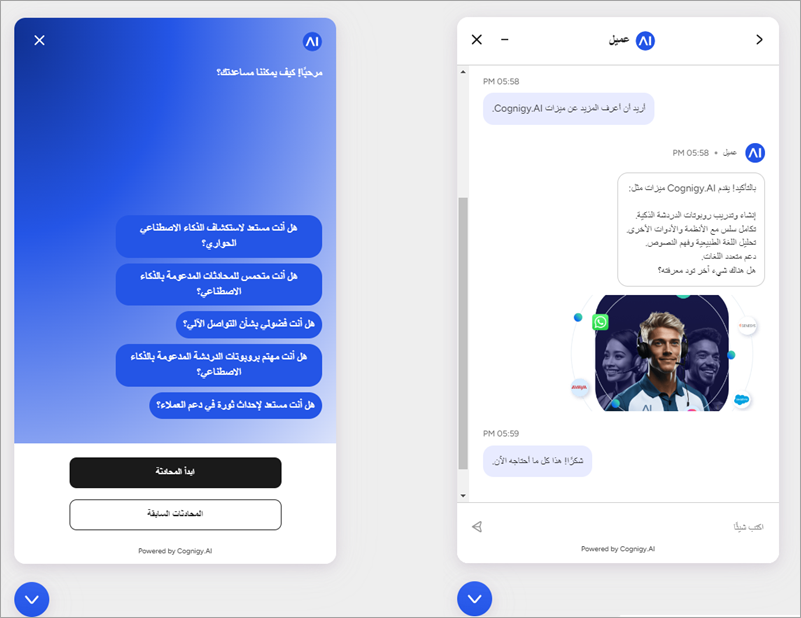 مرحبًا! كيف يمكننا مساعدتك؟
هل أنت مستعد لاستكشاف الذكاء الاصطناعي
الحواري؟
هل أنت متحمس للمحادثات المدعومة بالذكاء
الاصطناعي؟
هل أنت فضولي بشأن التواصل الآلي؟
هل أنت مهتم بروبوتات الدردشة المدعومة بالذكاء
الاصطناعي؟
هل أنت مستعد لإحداث ثورة في دعم العملاء؟
ابدأ المحادثة
المحادثات السابقة
Powered by Cognigy.AI
عميل
PM 05:58
أريد أن أعرف المزيد عن ميزات Cognigy.AI.
عميل • PM 05:58
بالتأكيد! يقدم Cognigy.AI ميزات مثل:
إنشاء وتدريب روبوتات الدردشة الذكية.
تكامل سلس مع الأنظمة والأدوات الأخرى.
تحليل اللغة الطبيعية وفهم النصوص.
دعم متعدد اللغات.
هل هناك شيء آخر تود معرفته؟
PM 05:59
شكرًا! هذا كل ما أحتاجه الآن.
اكتب شيئًا
Powered by Cognigy.AI